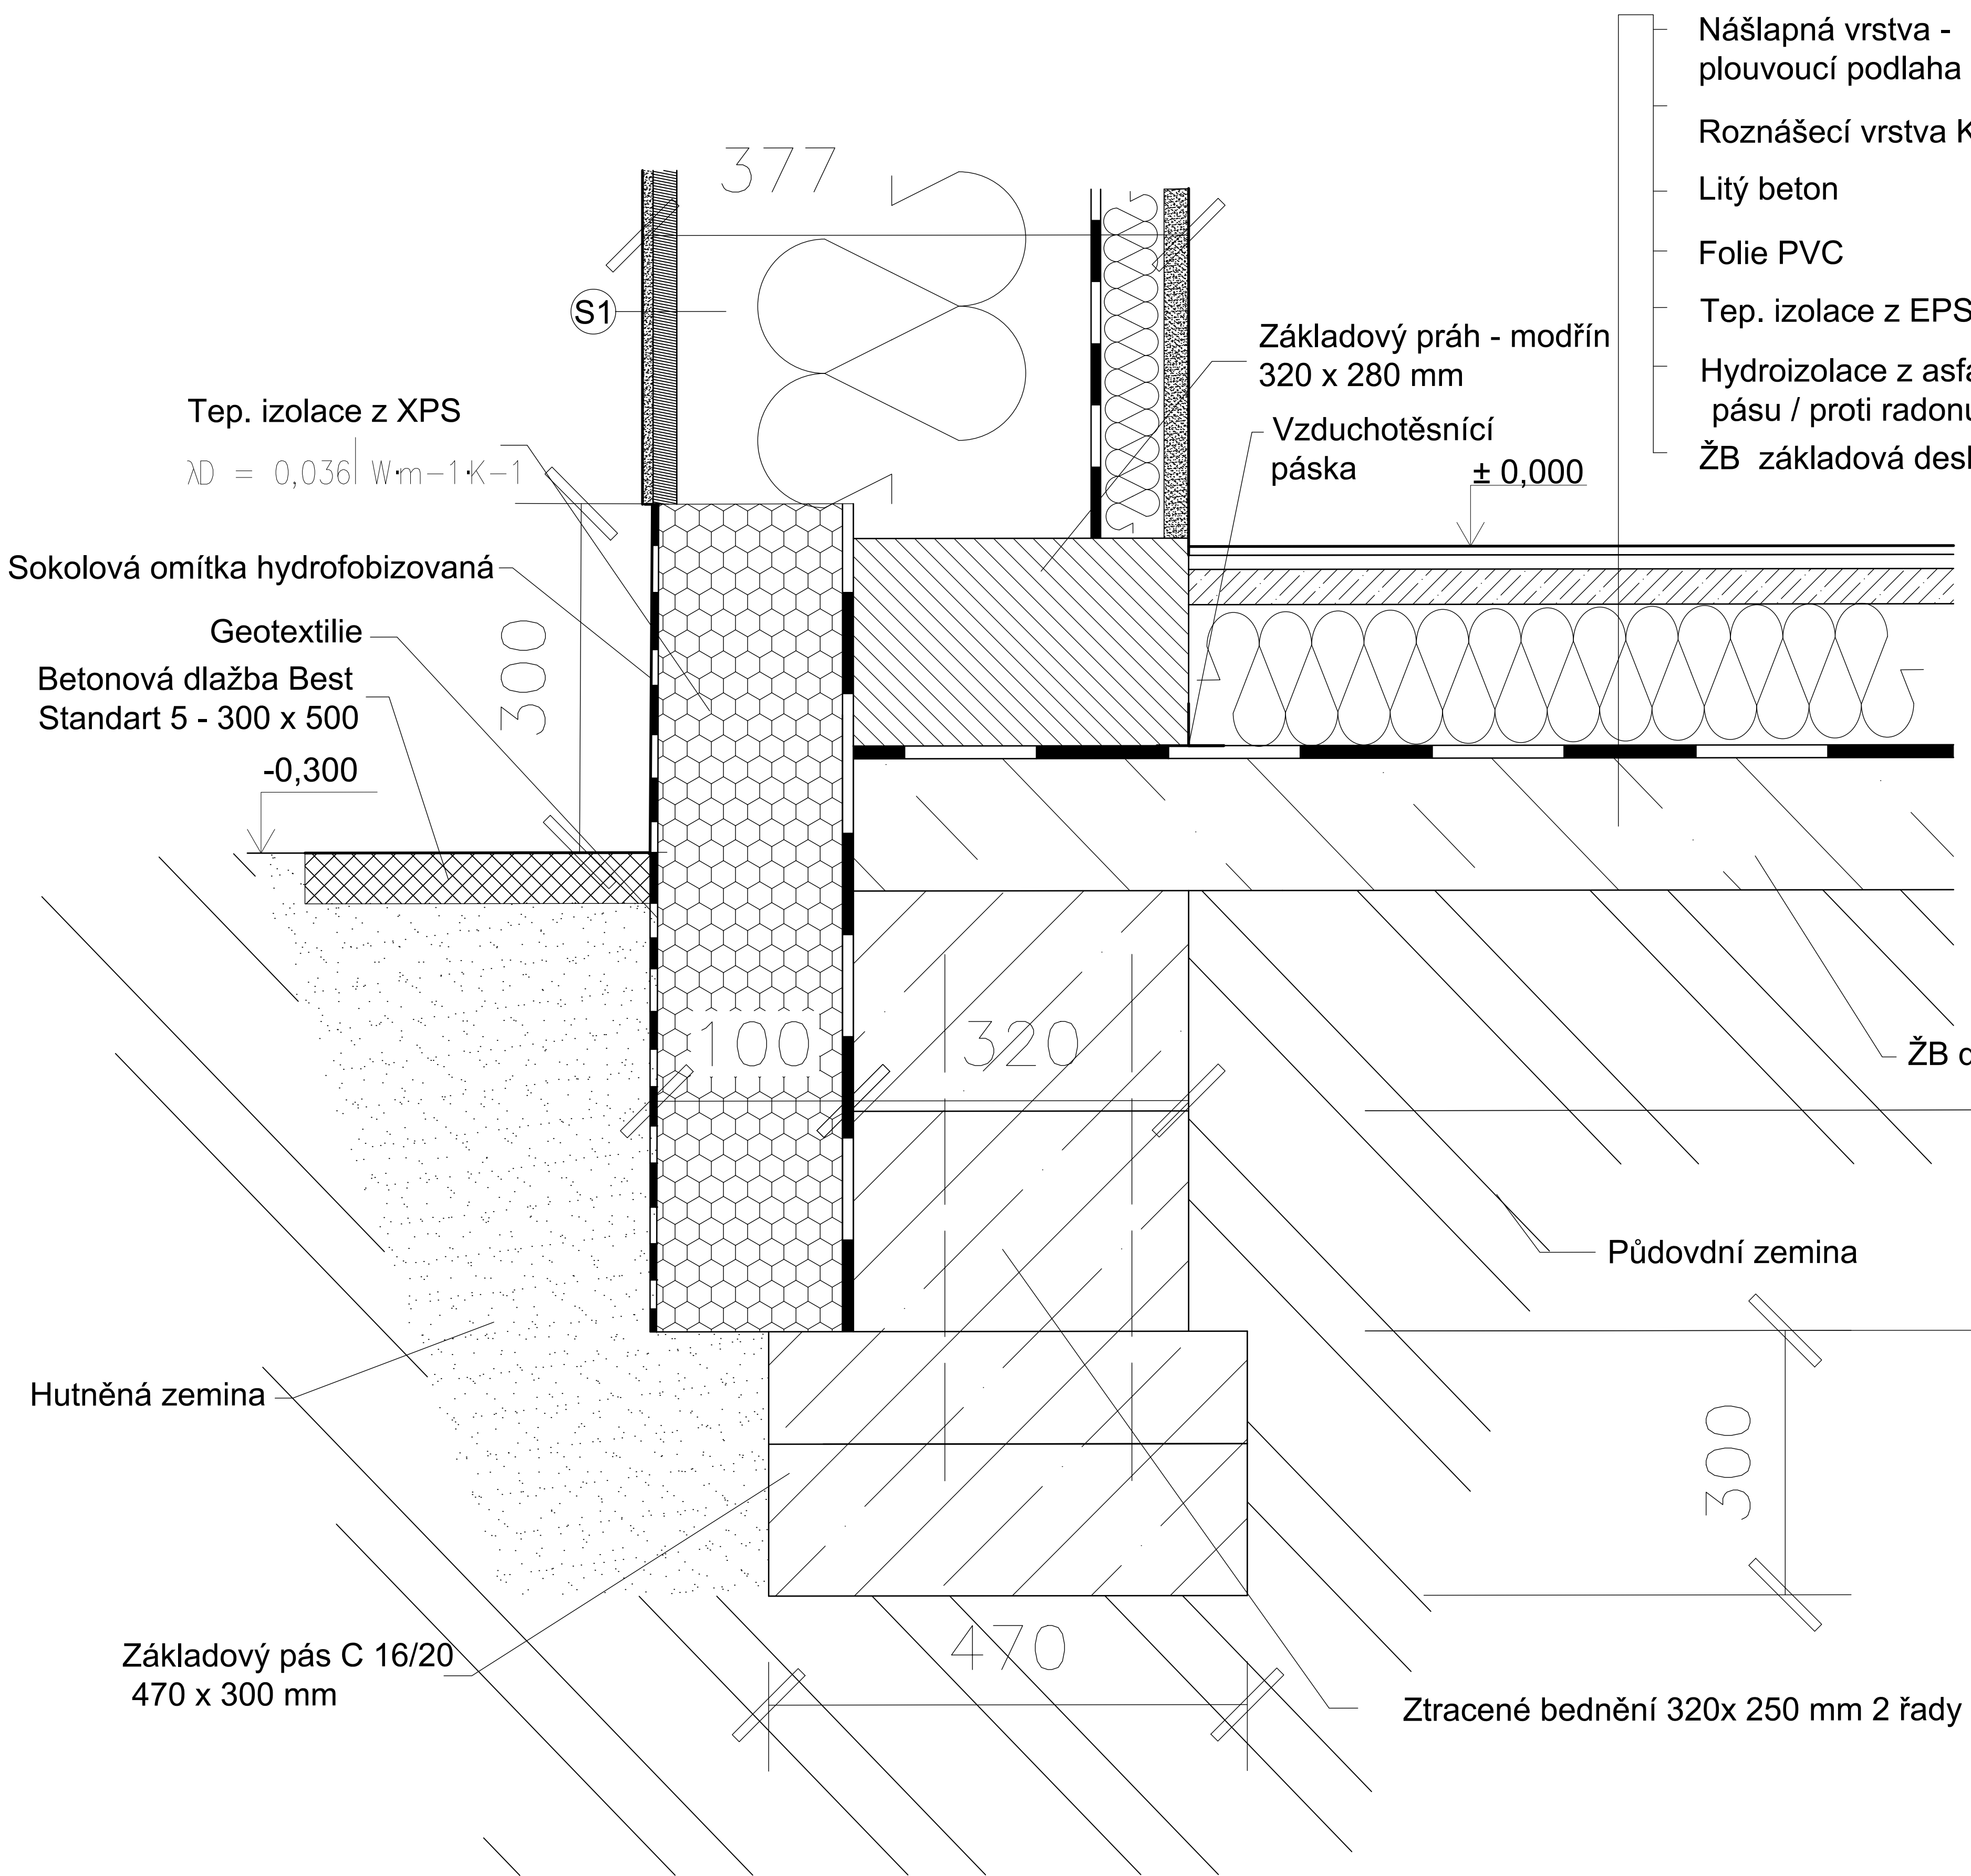 Nášlapná vrstva -
plouvoucí podlaha
Roznášecí vrstva K
Litý beton
Folie PVC
Tep. izolace z EPS
Hydroizolace z asfa
pásu / proti radonu
ŽB základová desk
377
S1
Základový práh - modřín
320 x 280 mm
Vzduchotěsnící
páska
± 0,000
Tep. izolace z XPS
λD = 0,036 W·m-1·K-1
Sokolová omítka hydrofobizovaná
Geotextilie
Betonová dlažba Best
Standart 5 - 300 x 500
-0,300
300
100
320
ŽB d
Půdovdní zemina
Hutněná zemina
300
Základový pás C 16/20
470 x 300 mm
470
Ztracené bednění 320x 250 mm 2 řady